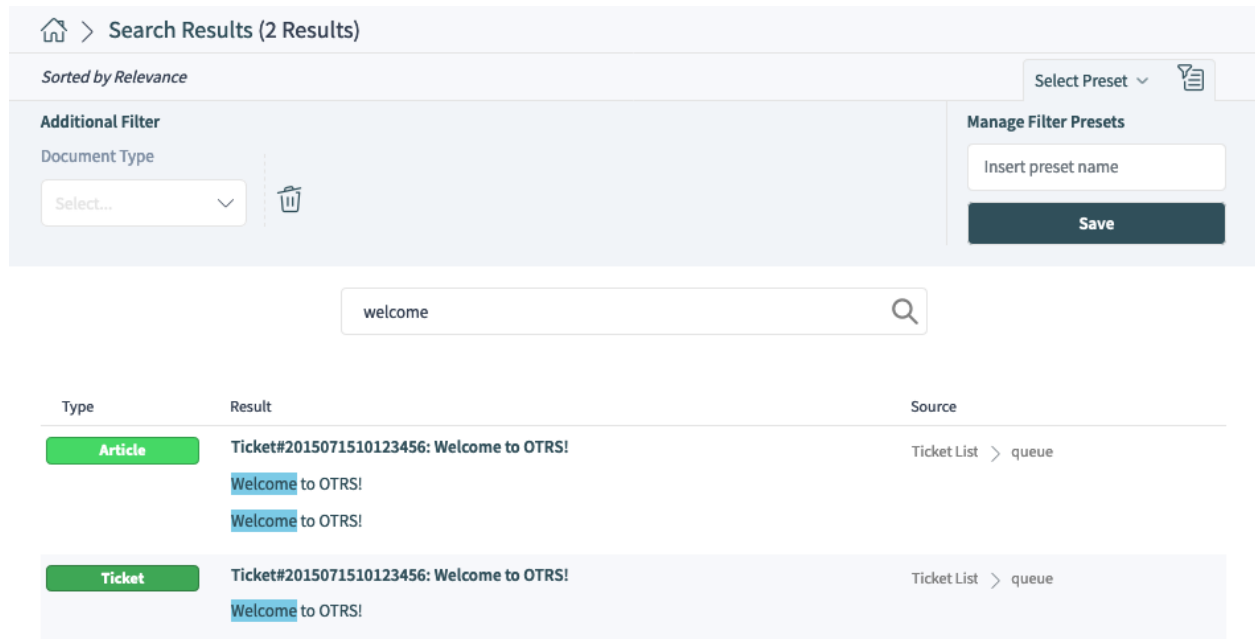 Search Results (2 Results)
Sorted by Relevance
Select Preset
Additional Filter
Manage Filter Presets
Document Type
Insert preset name
Select...
Save
welcome
Type Result Source
Article Ticket#2015071510123456: Welcome to OTRS! Ticket List queue
Welcome to OTRS!
Welcome to OTRS!
Ticket Ticket#2015071510123456: Welcome to OTRS! Ticket List queue
Welcome to OTRS!